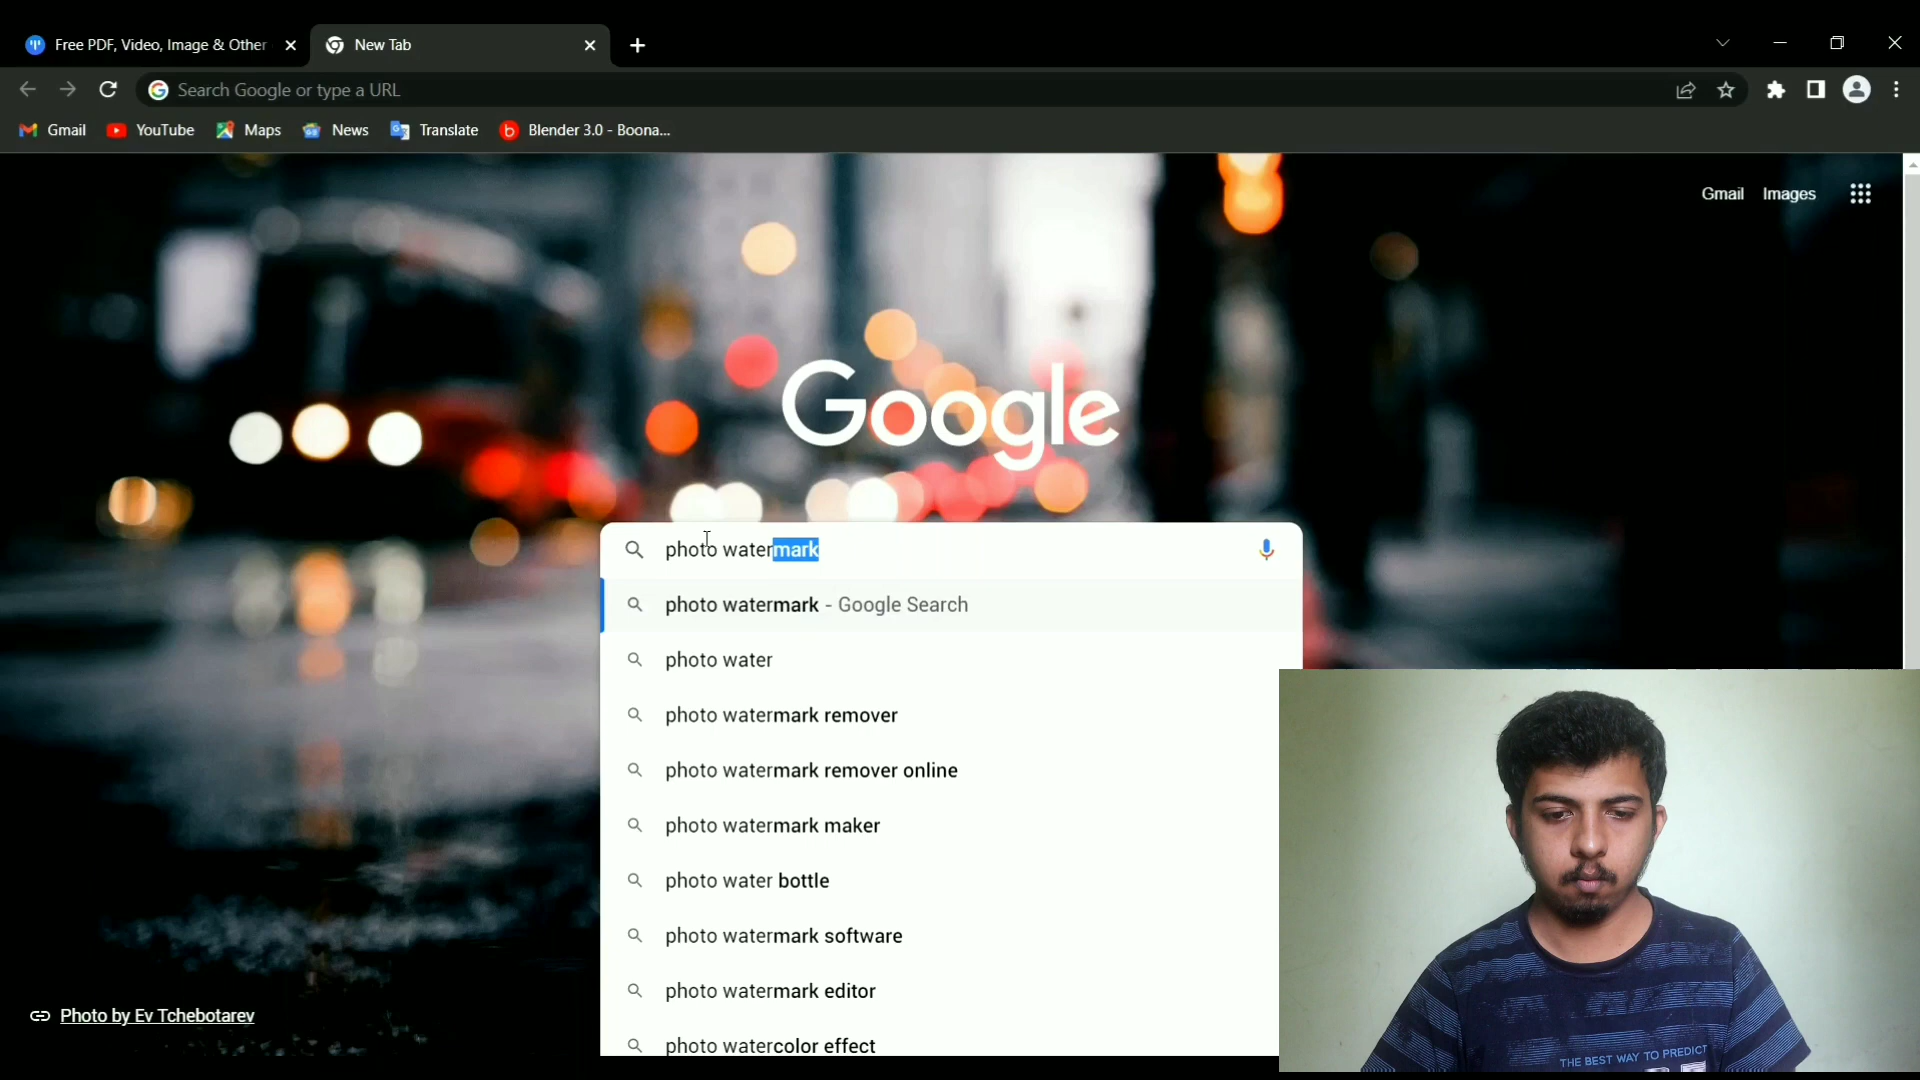 Free PDF, Video, Image & Other
New Tab
Search Google or type a URL
Gmail
YouTube
Maps
News
Translate
Blender 3.0 - Boona...
Gmail
Images
Google
photo watermark
photo watermark - Google Search
photo water
photo watermark remover
photo watermark remover online
photo watermark maker
photo water bottle
photo watermark software
photo watermark editor
photo watercolor effect
Photo by Ev Tchebotarev
THE BEST WAY TO PREDICT